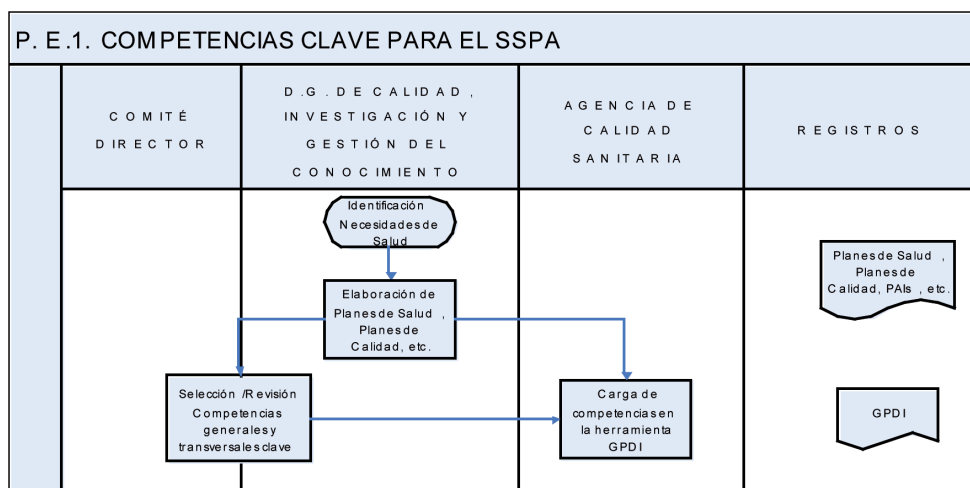 P. E.1. COMPETENCIAS CLAVE PARA EL SSPA
COMITÉ
DIRECTOR
D.G. DE CALIDAD,
INVESTIGACIÓN Y
GESTIÓN DEL
CONOCIMIENTO
AGENCIA DE
CALIDAD
SANITARIA
REGISTROS
Identificación
Necesidades de
Salud
Elaboración de
Planes de Salud ,
Planes de
Calidad, etc.
Planes de Salud ,
Planes de
Calidad, PAIs , etc.
Selección /Revisión
Competencias
generales y
transversales clave
Carga de
competencias en
la herramienta
GPDI
GPDI